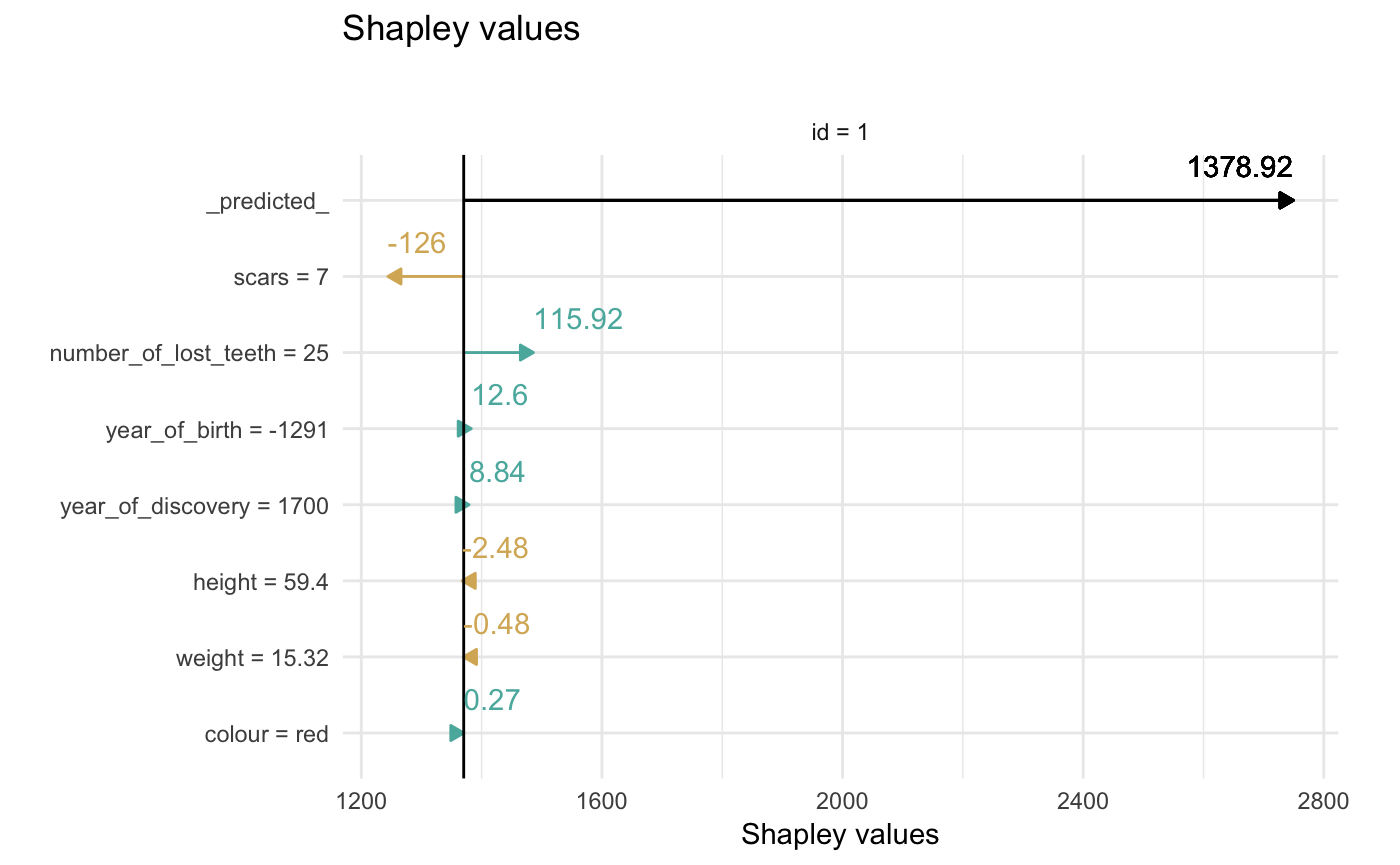 Shapley values
id = 1
_predicted_
1378.92
scars = 7
-126
number_of_lost_teeth = 25
115.92
year_of_birth = -1291
12.6
year_of_discovery = 1700
8.84
height = 59.4
-2.48
weight = 15.32
-0.48
colour = red
0.27
1200 1600 2000 2400 2800
Shapley values